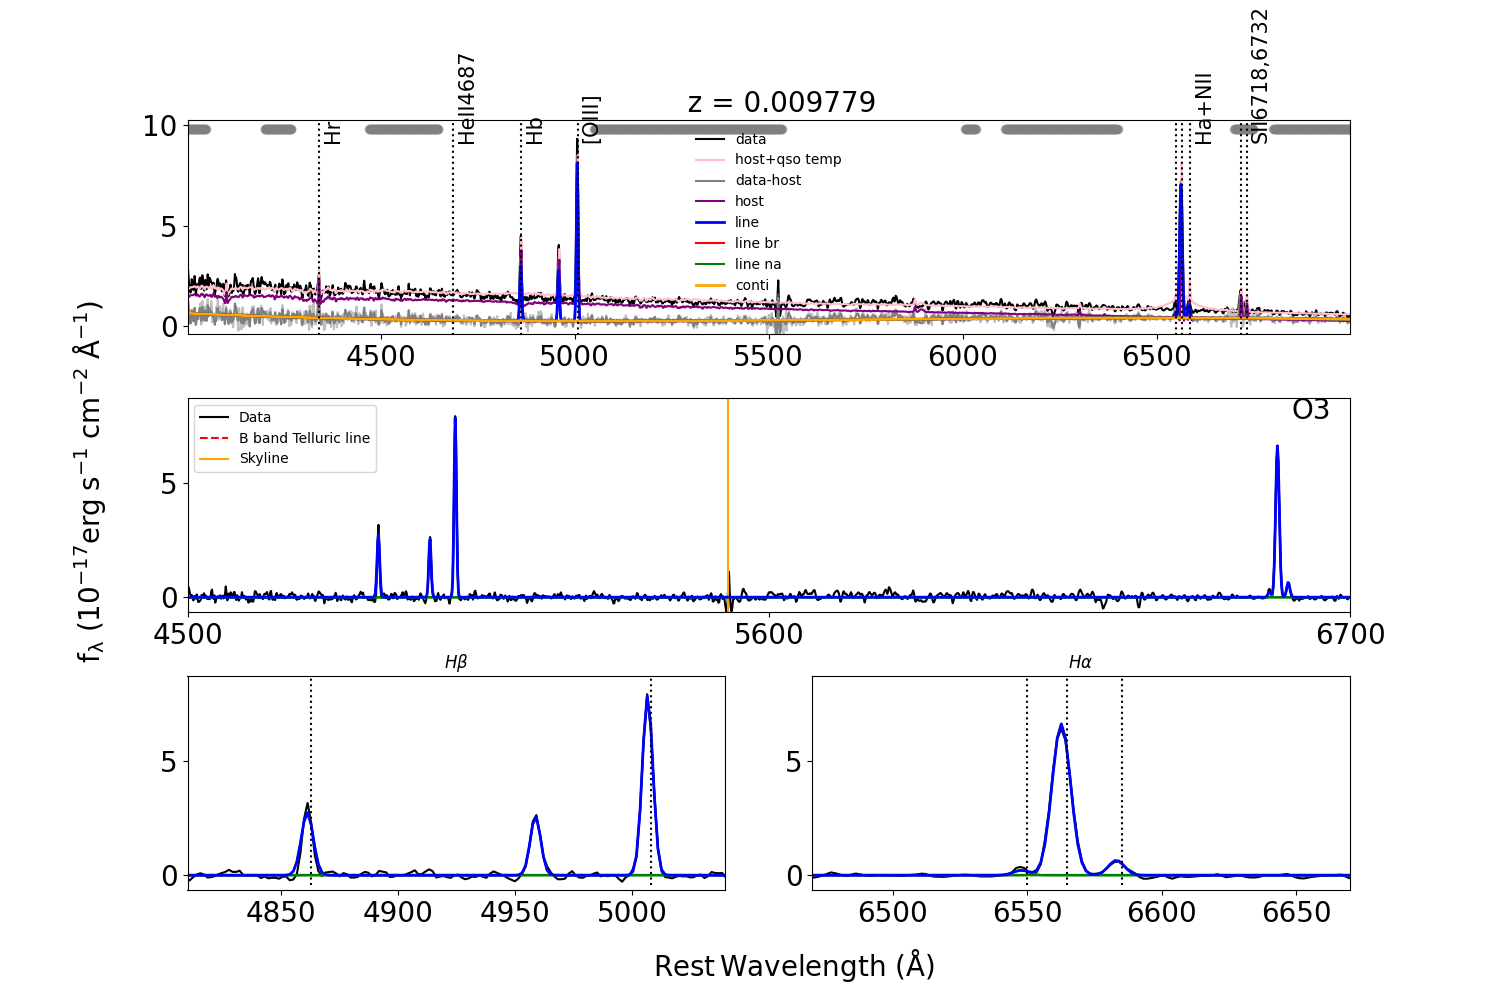 z = 0.009779
Hr
HeII4687
Hb
[OIII]
Ha+NII
SII6718,6732
data
host+qso temp
data-host
host
line
line br
line na
conti
10
5
0
4500
5000
5500
6000
6500
fλ (10−17erg s−1 cm−2 Å−1)
O3
Data
B band Telluric line
Skyline
5
0
4500
5600
6700
Hβ
5
0
4850
4900
4950
5000
Hα
5
0
6500
6550
6600
6650
Rest Wavelength (Å)